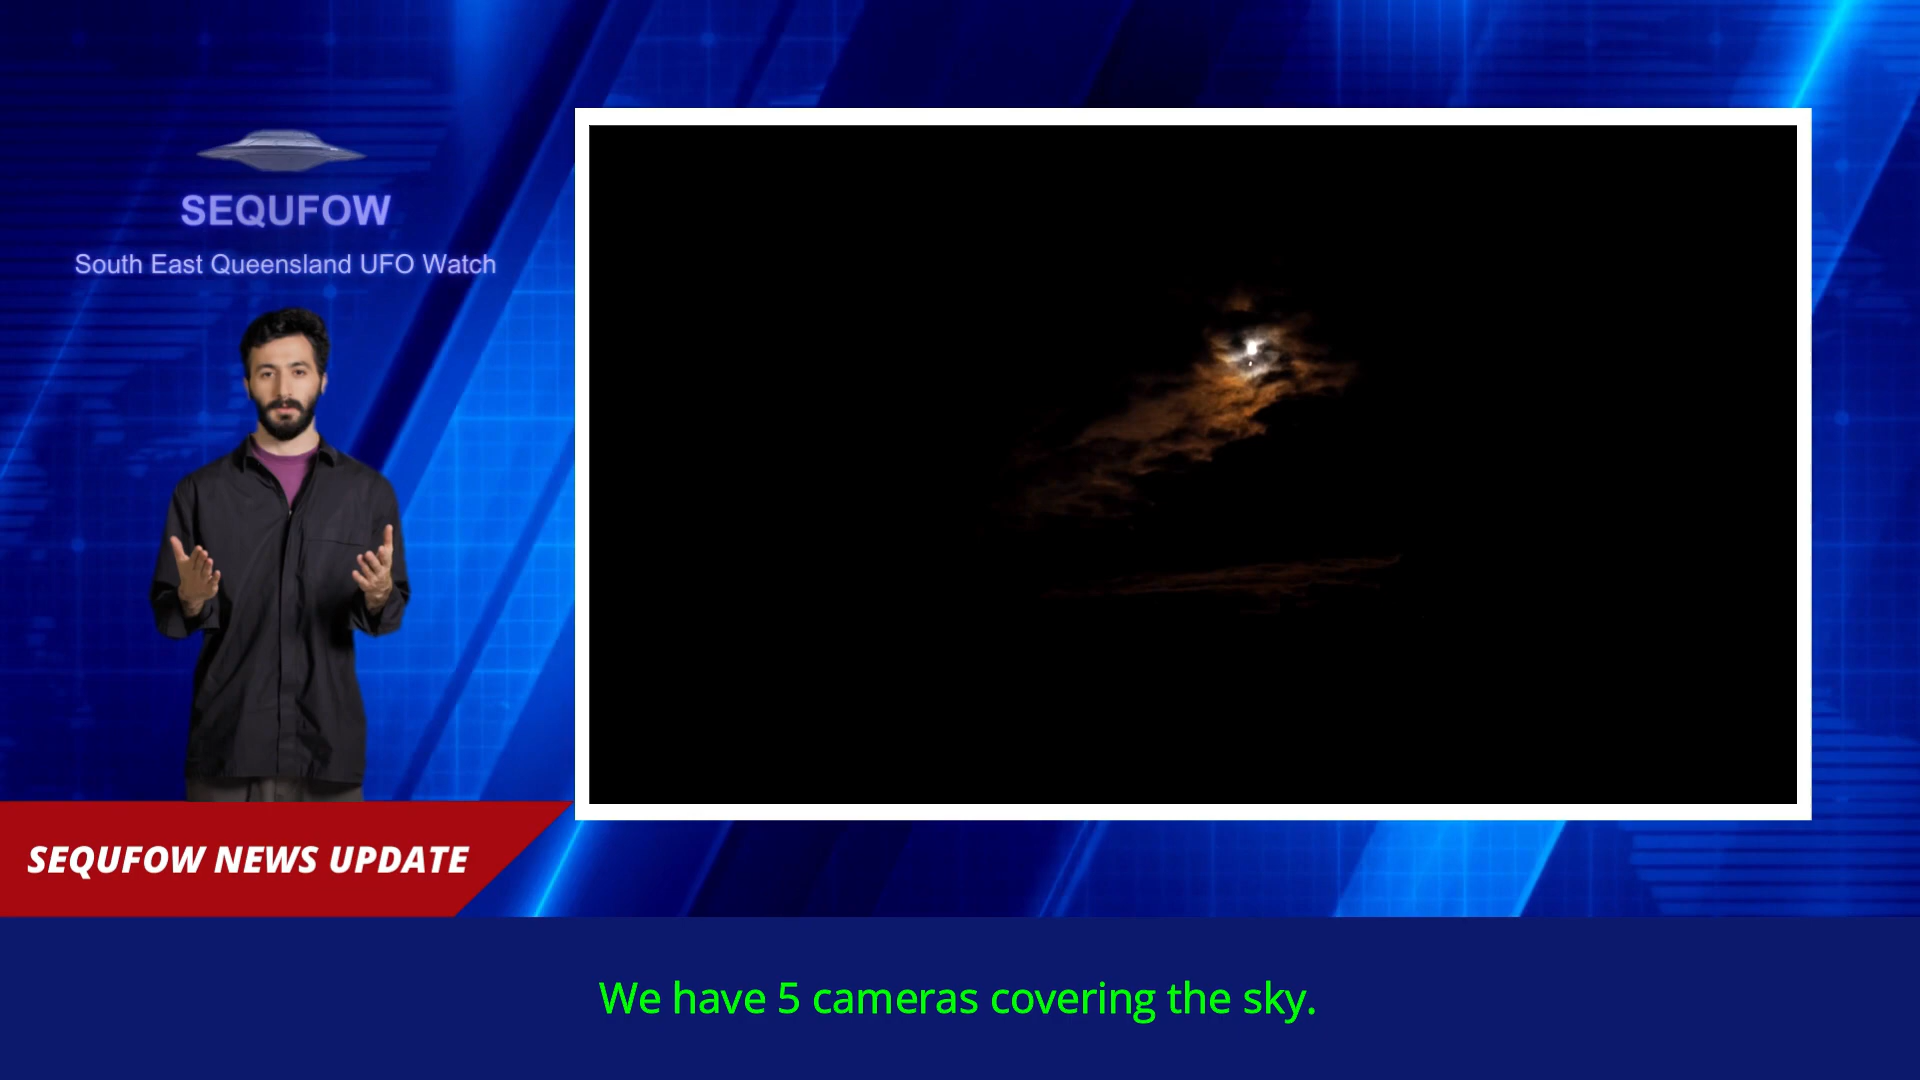 SEQUFOW
South East Queensland UFO Watch
SEQUFOW NEWS UPDATE
We have 5 cameras covering the sky.